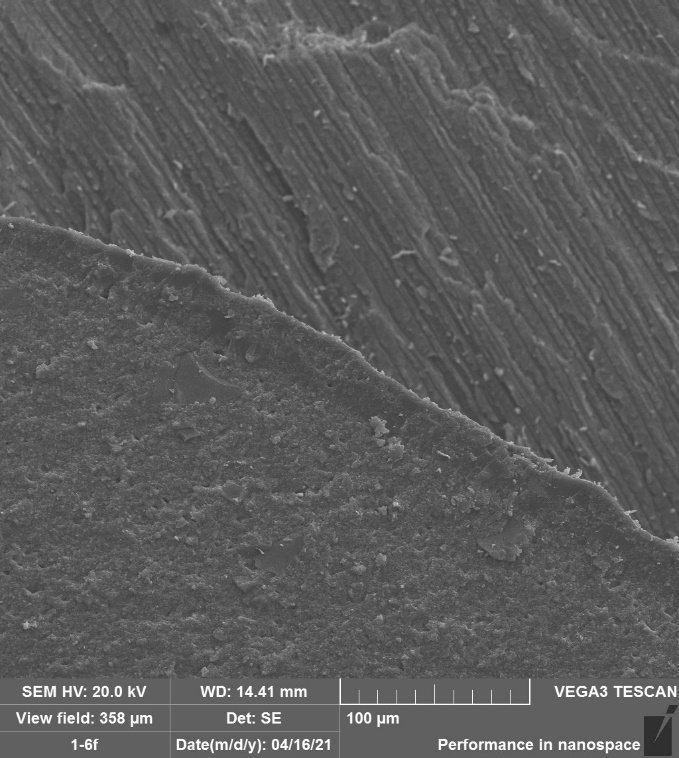 SEM HV: 20.0 kV WD: 14.41 mm VEGA3 TESCAN
View field: 358 µm Det: SE 100 µm
1-6f Date(m/d/y): 04/16/21 Performance in nanospace